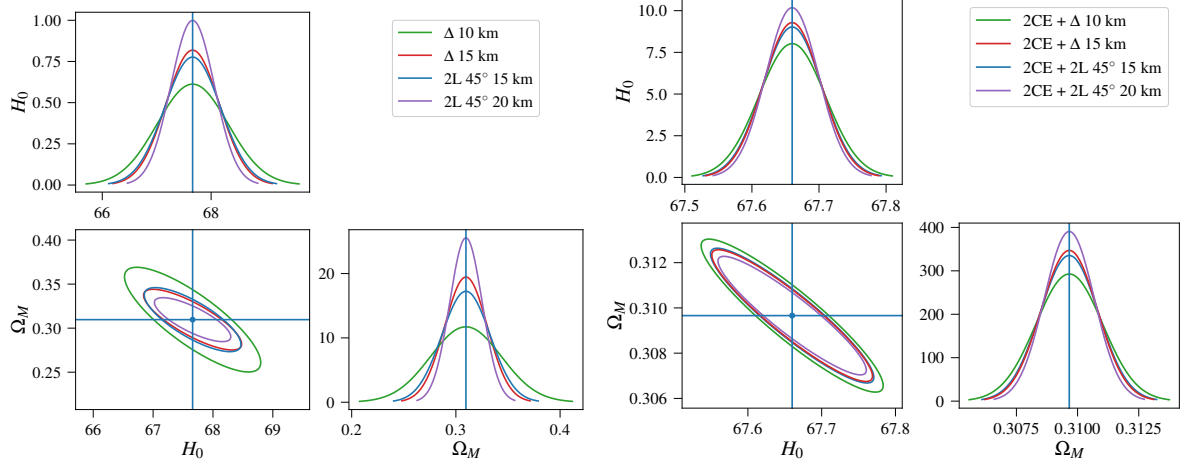 1.00
0.75
0.50
0.25
0.00
H₀
66
68
Δ 10 km
Δ 15 km
2L 45° 15 km
2L 45° 20 km
0.40
0.35
0.30
0.25
Ω_M
66
67
68
69
H₀
20
10
0
0.2
0.3
0.4
Ω_M
10.0
7.5
5.0
2.5
0.0
H₀
67.5
67.6
67.7
67.8
2CE + Δ 10 km
2CE + Δ 15 km
2CE + 2L 45° 15 km
2CE + 2L 45° 20 km
0.312
0.310
0.308
0.306
Ω_M
67.6
67.7
67.8
H₀
400
300
200
100
0
0.3075
0.3100
0.3125
Ω_M